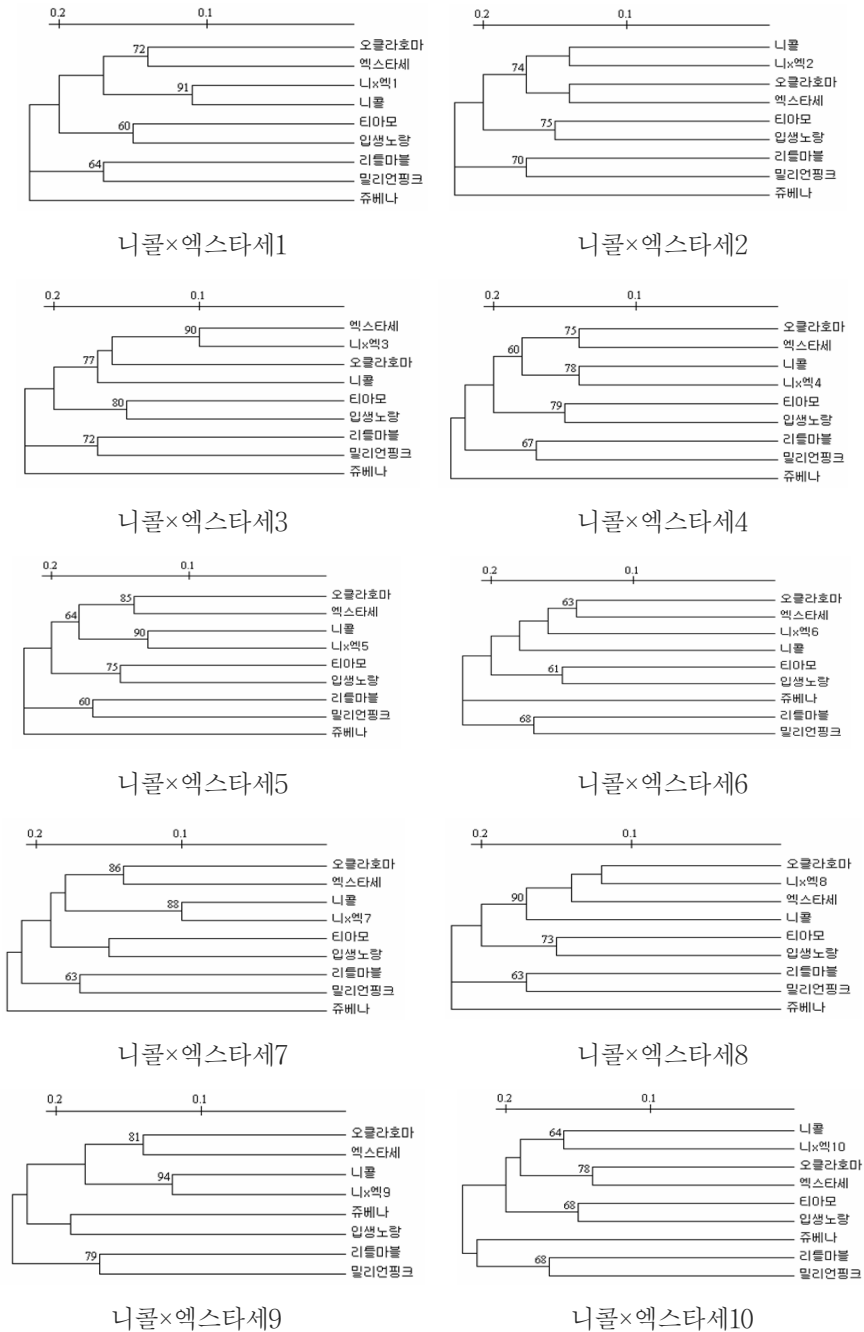 0.2 0.1
72
오클라호마
엑스타세
91
니x엑1
니콜
60
티아모
입생노랑
64
리틀마블
밀리언핑크
쥬베나
니콜×엑스타세1
0.2 0.1
니콜
74
니x엑2
오클라호마
엑스타세
75
티아모
입생노랑
70
리틀마블
밀리언핑크
쥬베나
니콜×엑스타세2
0.2 0.1
90
엑스타세
니x엑3
77
오클라호마
니콜
80
티아모
입생노랑
72
리틀마블
밀리언핑크
쥬베나
니콜×엑스타세3
0.2 0.1
75
오클라호마
60
엑스타세
78
니콜
니x엑4
79
티아모
입생노랑
67
리틀마블
밀리언핑크
쥬베나
니콜×엑스타세4
0.2 0.1
85
오클라호마
64
엑스타세
90
니콜
니x엑5
75
티아모
입생노랑
60
리틀마블
밀리언핑크
쥬베나
니콜×엑스타세5
0.2 0.1
63
오클라호마
엑스타세
니x엑6
니콜
61
티아모
입생노랑
쥬베나
68
리틀마블
밀리언핑크
니콜×엑스타세6
0.2 0.1
86
오클라호마
엑스타세
88
니콜
니x엑7
티아모
입생노랑
63
리틀마블
밀리언핑크
쥬베나
니콜×엑스타세7
0.2 0.1
오클라호마
니x엑8
90
엑스타세
니콜
73
티아모
입생노랑
63
리틀마블
밀리언핑크
쥬베나
니콜×엑스타세8
0.2 0.1
81
오클라호마
엑스타세
94
니콜
니x엑9
쥬베나
입생노랑
79
리틀마블
밀리언핑크
니콜×엑스타세9
0.2 0.1
64
니콜
니x엑10
78
오클라호마
엑스타세
68
티아모
입생노랑
쥬베나
68
리틀마블
밀리언핑크
니콜×엑스타세10